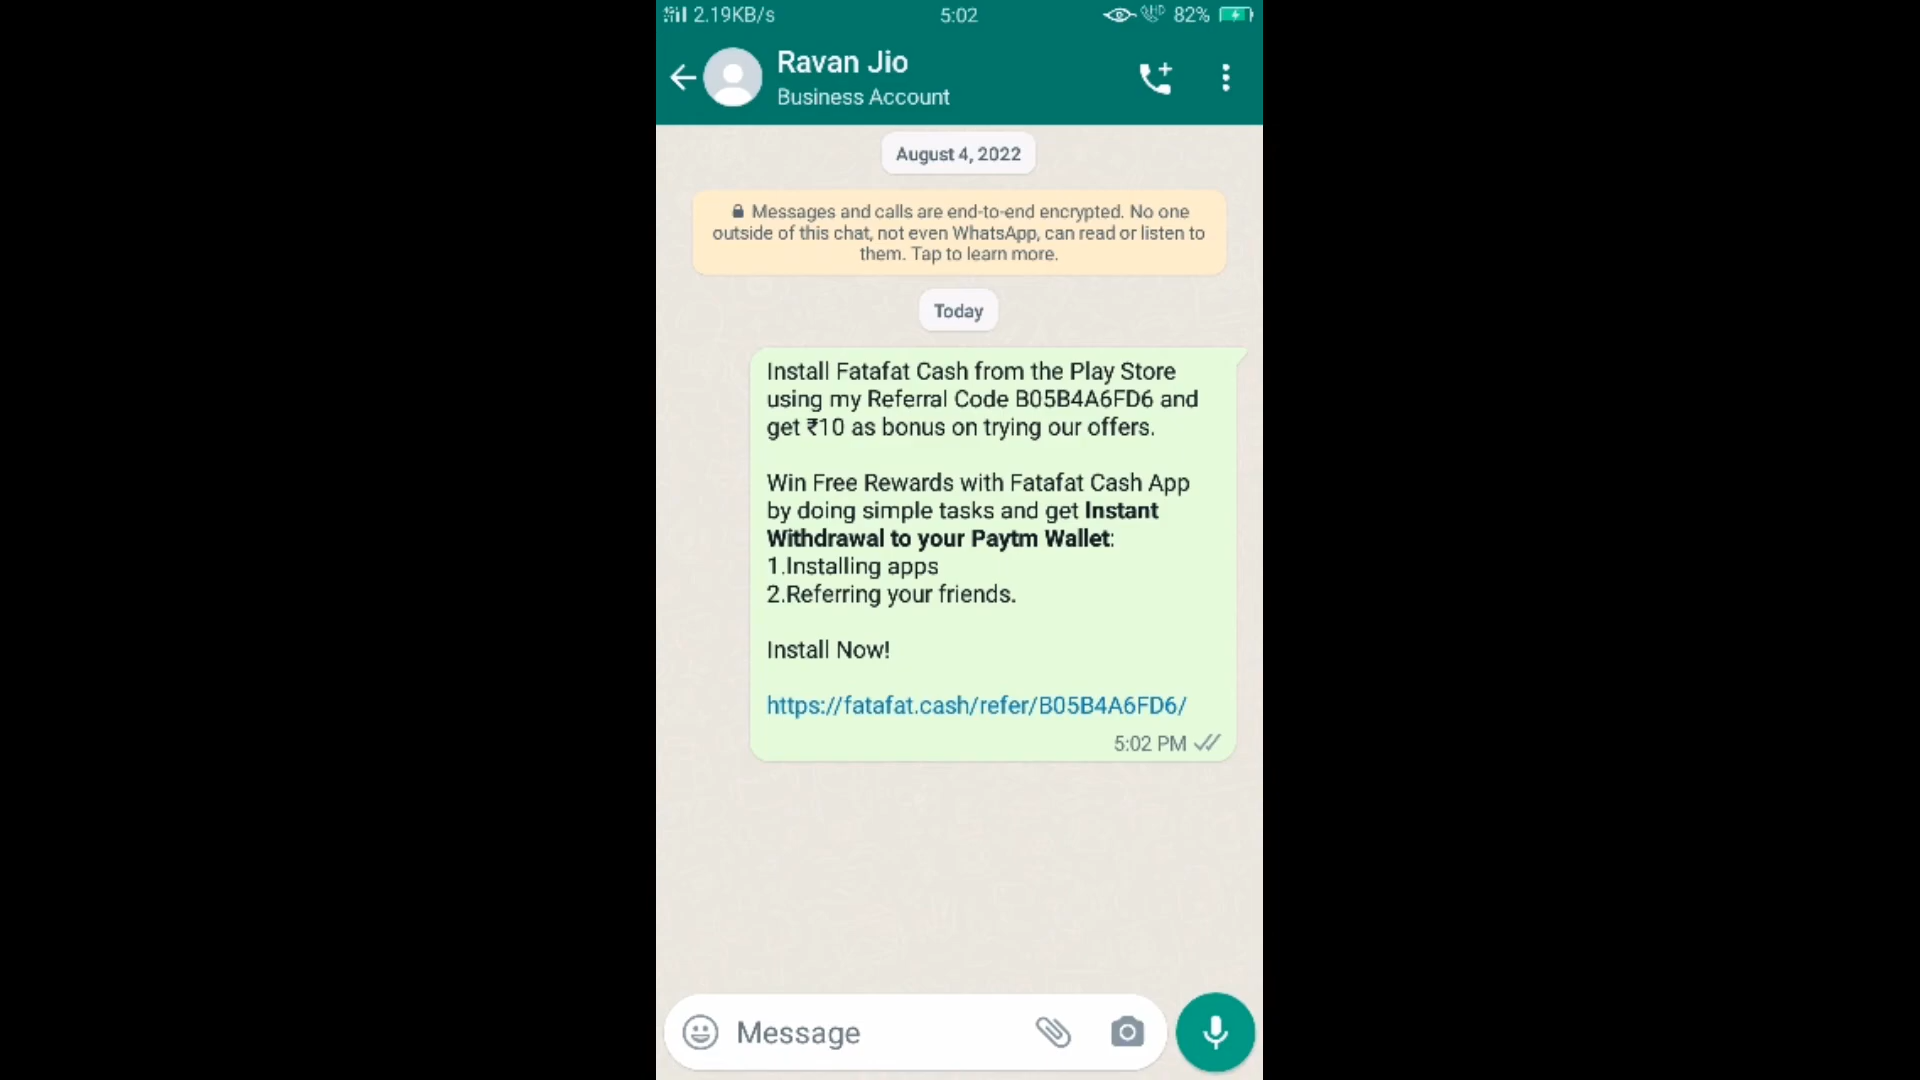 2.19KB/s 5:02 82%
Ravan Jio
Business Account
August 4, 2022
Messages and calls are end-to-end encrypted. No one
outside of this chat, not even WhatsApp, can read or listen to
them. Tap to learn more.
Today
Install Fatafat Cash from the Play Store
using my Referral Code B05B4A6FD6 and
get ₹10 as bonus on trying our offers.
Win Free Rewards with Fatafat Cash App
by doing simple tasks and get Instant
Withdrawal to your Paytm Wallet:
1.Installing apps
2.Referring your friends.
Install Now!
https://fatafat.cash/refer/B05B4A6FD6/
5:02 PM
Message